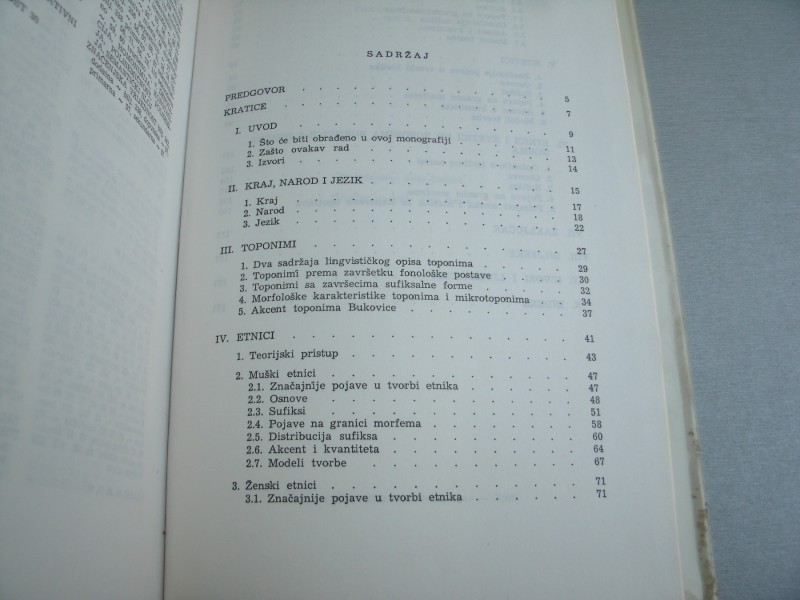 SADRŽAJ
PREDGOVOR . . . . . . . . . . . 5
KRATICE . . . . . . . . . . . 7
I. UVOD . . . . . . . . . . . 9
1. Što će biti obrađeno u ovoj monografiji . . . . . 11
2. Zašto ovakav rad . . . . . . . . . 13
3. Izvori . . . . . . . . . . . 14
II. KRAJ, NAROD I JEZIK . . . . . . . . 15
1. Kraj . . . . . . . . . . . 17
2. Narod . . . . . . . . . . . 18
3. Jezik . . . . . . . . . . . 22
III. TOPONIMI . . . . . . . . . . 27
1. Dva sadržaja lingvističkog opisa toponima . . . . 29
2. Toponimi prema završetku fonološke postave . . . . 30
3. Toponimi sa završecima sufiksalne forme . . . . 32
4. Morfološke karakteristike toponima i mikrotoponima . . 34
5. Akcent toponima Bukovice . . . . . . . 37
IV. ETNICI . . . . . . . . . . . 41
1. Teorijski pristup . . . . . . . . . 43
2. Muški etnici . . . . . . . . . . 47
2.1. Značajnije pojave u tvorbi etnika . . . . . 47
2.2. Osnove . . . . . . . . . . 48
2.3. Sufiksi . . . . . . . . . . 51
2.4. Pojave na granici morfema . . . . . . 58
2.5. Distribucija sufiksa . . . . . . . . 60
2.6. Akcent i kvantiteta . . . . . . . . 64
2.7. Modeli tvorbe . . . . . . . . . 67
3. Ženski etnici . . . . . . . . . . 71
3.1. Značajnije pojave u tvorbi etnika . . . . . 71